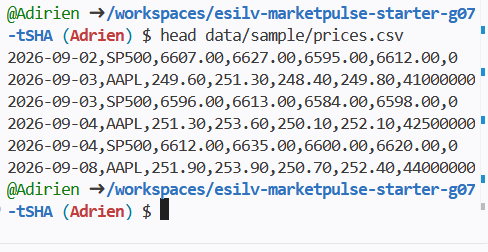 @Adirien ➜/workspaces/esilv-marketpulse-starter-g07
-tSHA (Adrien) $ head data/sample/prices.csv
2026-09-02,SP500,6607.00,6627.00,6595.00,6612.00,0
2026-09-03,AAPL,249.60,251.30,248.40,249.80,41000000
2026-09-03,SP500,6596.00,6613.00,6584.00,6598.00,0
2026-09-04,AAPL,251.30,253.60,250.10,252.10,42500000
2026-09-04,SP500,6612.00,6635.00,6600.00,6620.00,0
2026-09-08,AAPL,251.90,253.90,250.70,252.40,44000000
@Adirien ➜/workspaces/esilv-marketpulse-starter-g07
-tSHA (Adrien) $